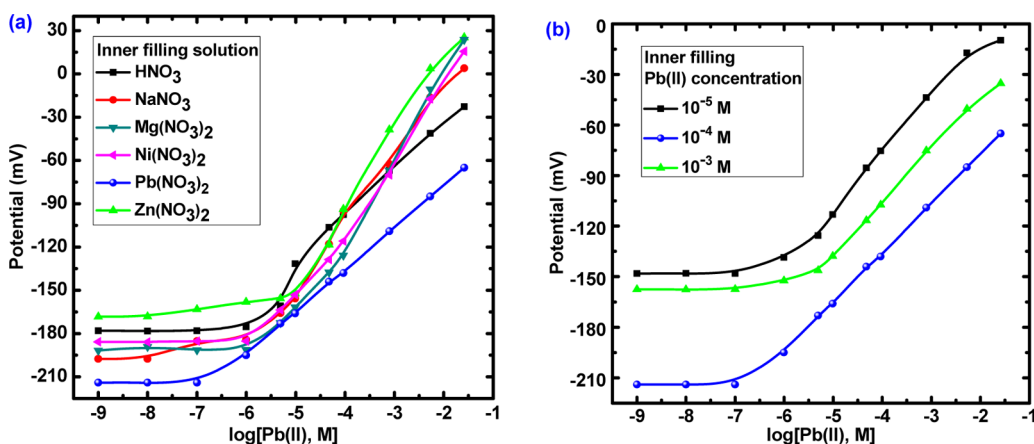 (a)
Inner filling solution
HNO3
NaNO3
Mg(NO3)2
Ni(NO3)2
Pb(NO3)2
Zn(NO3)2
Potential (mV)
30
0
-30
-60
-90
-120
-150
-180
-210
-9 -8 -7 -6 -5 -4 -3 -2 -1
log[Pb(II), M]
(b)
Inner filling
Pb(II) concentration
10⁻⁵ M
10⁻⁴ M
10⁻³ M
Potential (mV)
0
-30
-60
-90
-120
-150
-180
-210
-9 -8 -7 -6 -5 -4 -3 -2 -1
log[Pb(II), M]